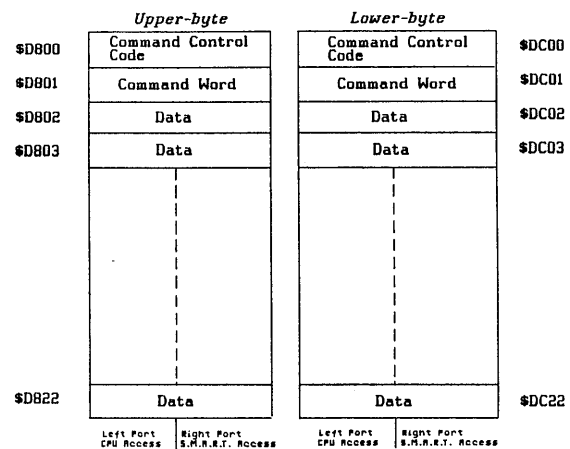 Upper-byte Lower-byte
$D800 Command Control Code Command Control Code $DC00
$D801 Command Word Command Word $DC01
$D802 Data Data $DC02
$D803 Data Data $DC03
$D822 Data Data $DC22
Left Port Right Port Left Port Right Port
CPU Access S.M.A.R.T. Access CPU Access S.M.A.R.T. Access